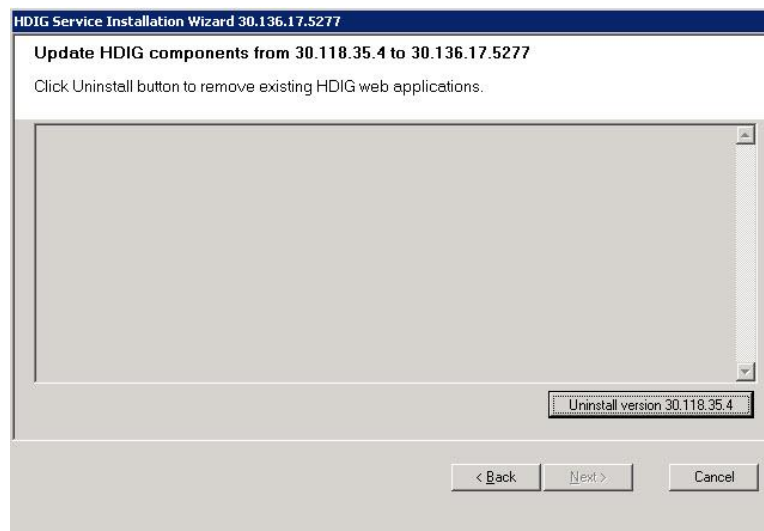 HDIG Service Installation Wizard 30.136.17.5277
Update HDIG components from 30.118.35.4 to 30.136.17.5277
Click Uninstall button to remove existing HDIG web applications.
Uninstall version 30.118.35.4
< Back Next > Cancel